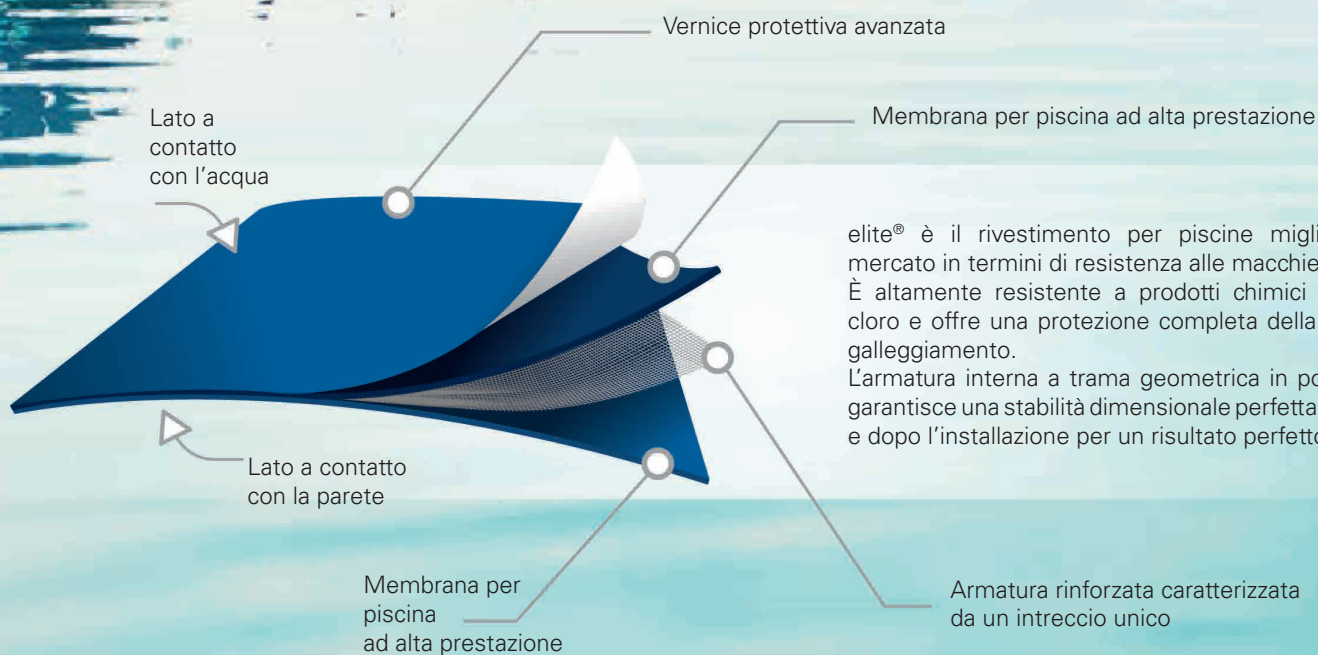 Vernice protettiva avanzata
Lato a
contatto
con l'acqua
Membrana per piscina ad alta prestazione
elite® è il rivestimento per piscine
mercato in termini di resistenza alle macchie
È altamente resistente a prodotti chimici
cloro e offre una protezione completa della
galleggiamento.
L'armatura interna a trama geometrica in
garantisce una stabilità dimensionale perfetta
e dopo l'installazione per un risultato perfetto
Lato a contatto
con la parete
Membrana per
piscina
ad alta prestazione
Armatura rinforzata caratterizzata
da un intreccio unico